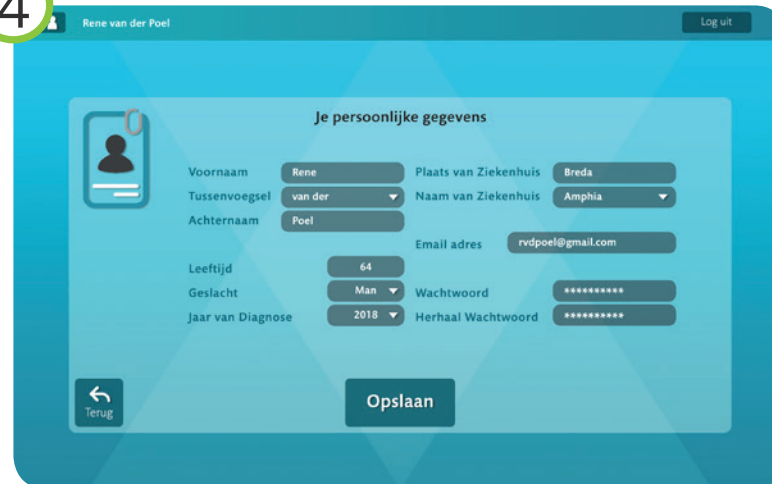 4
Rene van der Poel Log uit
Je persoonlijke gegevens
Voornaam Rene Plaats van Ziekenhuis Breda
Tussenvoegsel van der Naam van Ziekenhuis Amphia
Achternaam Poel
Email adres rvdpoel@gmail.com
Leeftijd 64
Geslacht Man Wachtwoord **********
Jaar van Diagnose 2018 Herhaal Wachtwoord **********
Terug Opslaan